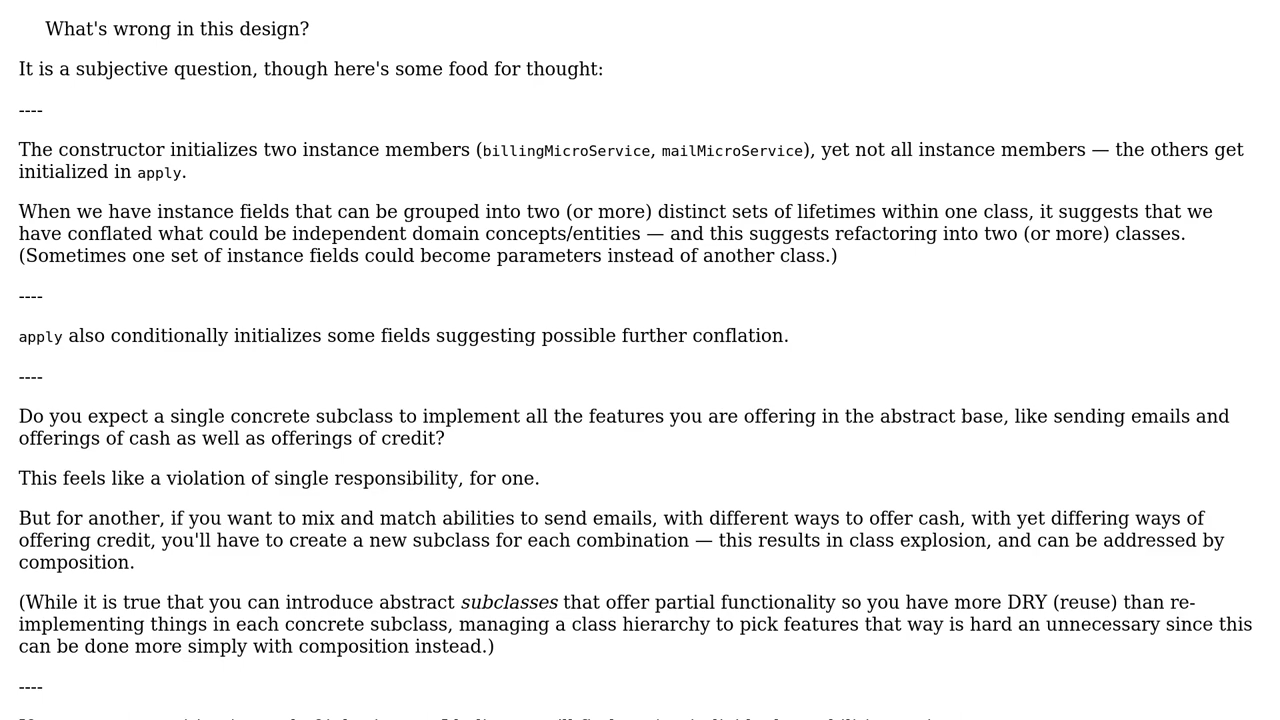 What's wrong in this design?
It is a subjective question, though here's some food for thought:
----
The constructor initializes two instance members (billingMicroService, mailMicroService), yet not all instance members — the others get
initialized in apply.
When we have instance fields that can be grouped into two (or more) distinct sets of lifetimes within one class, it suggests that we
have conflated what could be independent domain concepts/entities — and this suggests refactoring into two (or more) classes.
(Sometimes one set of instance fields could become parameters instead of another class.)
----
apply also conditionally initializes some fields suggesting possible further conflation.
----
Do you expect a single concrete subclass to implement all the features you are offering in the abstract base, like sending emails and
offerings of cash as well as offerings of credit?
This feels like a violation of single responsibility, for one.
But for another, if you want to mix and match abilities to send emails, with different ways to offer cash, with yet differing ways of
offering credit, you'll have to create a new subclass for each combination — this results in class explosion, and can be addressed by
composition.
(While it is true that you can introduce abstract subclasses that offer partial functionality so you have more DRY (reuse) than re-
implementing things in each concrete subclass, managing a class hierarchy to pick features that way is hard an unnecessary since this
can be done more simply with composition instead.)
----